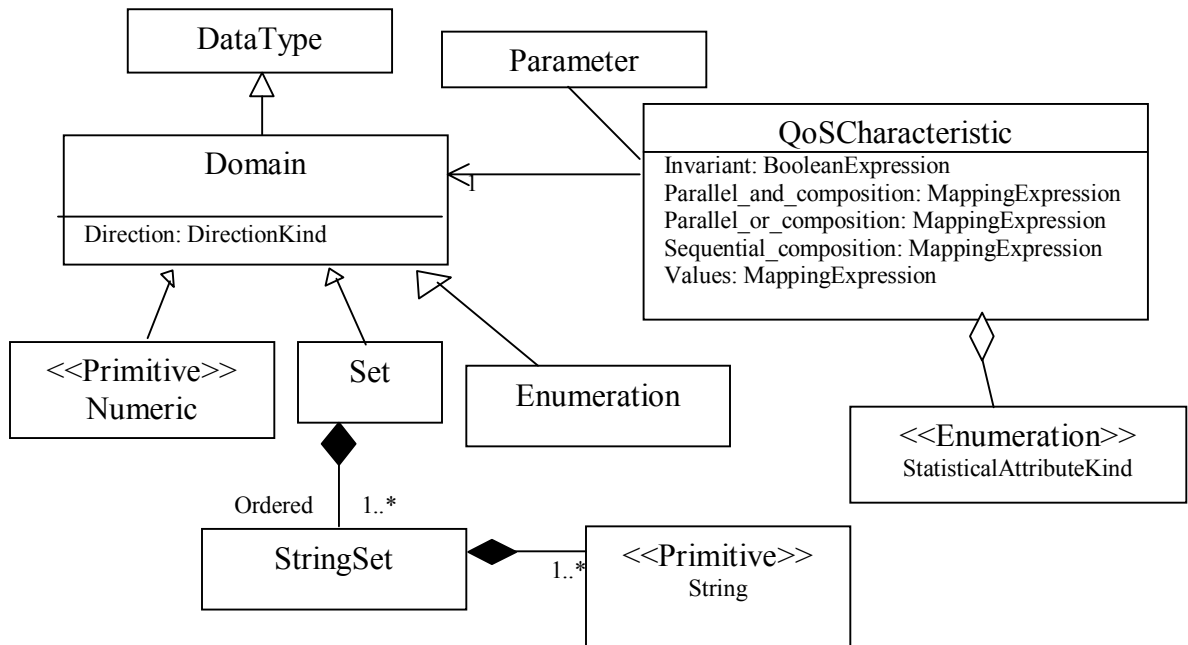 DataType
Parameter
QoSCharacteristic
Invariant: BooleanExpression
Parallel_and_composition: MappingExpression
Parallel_or_composition: MappingExpression
Sequential_composition: MappingExpression
Values: MappingExpression
Domain
Direction: DirectionKind
1
<<Primitive>>
Numeric
Set
Enumeration
<<Enumeration>>
StatisticalAttributeKind
Ordered 1..*
StringSet
1..*
<<Primitive>>
String